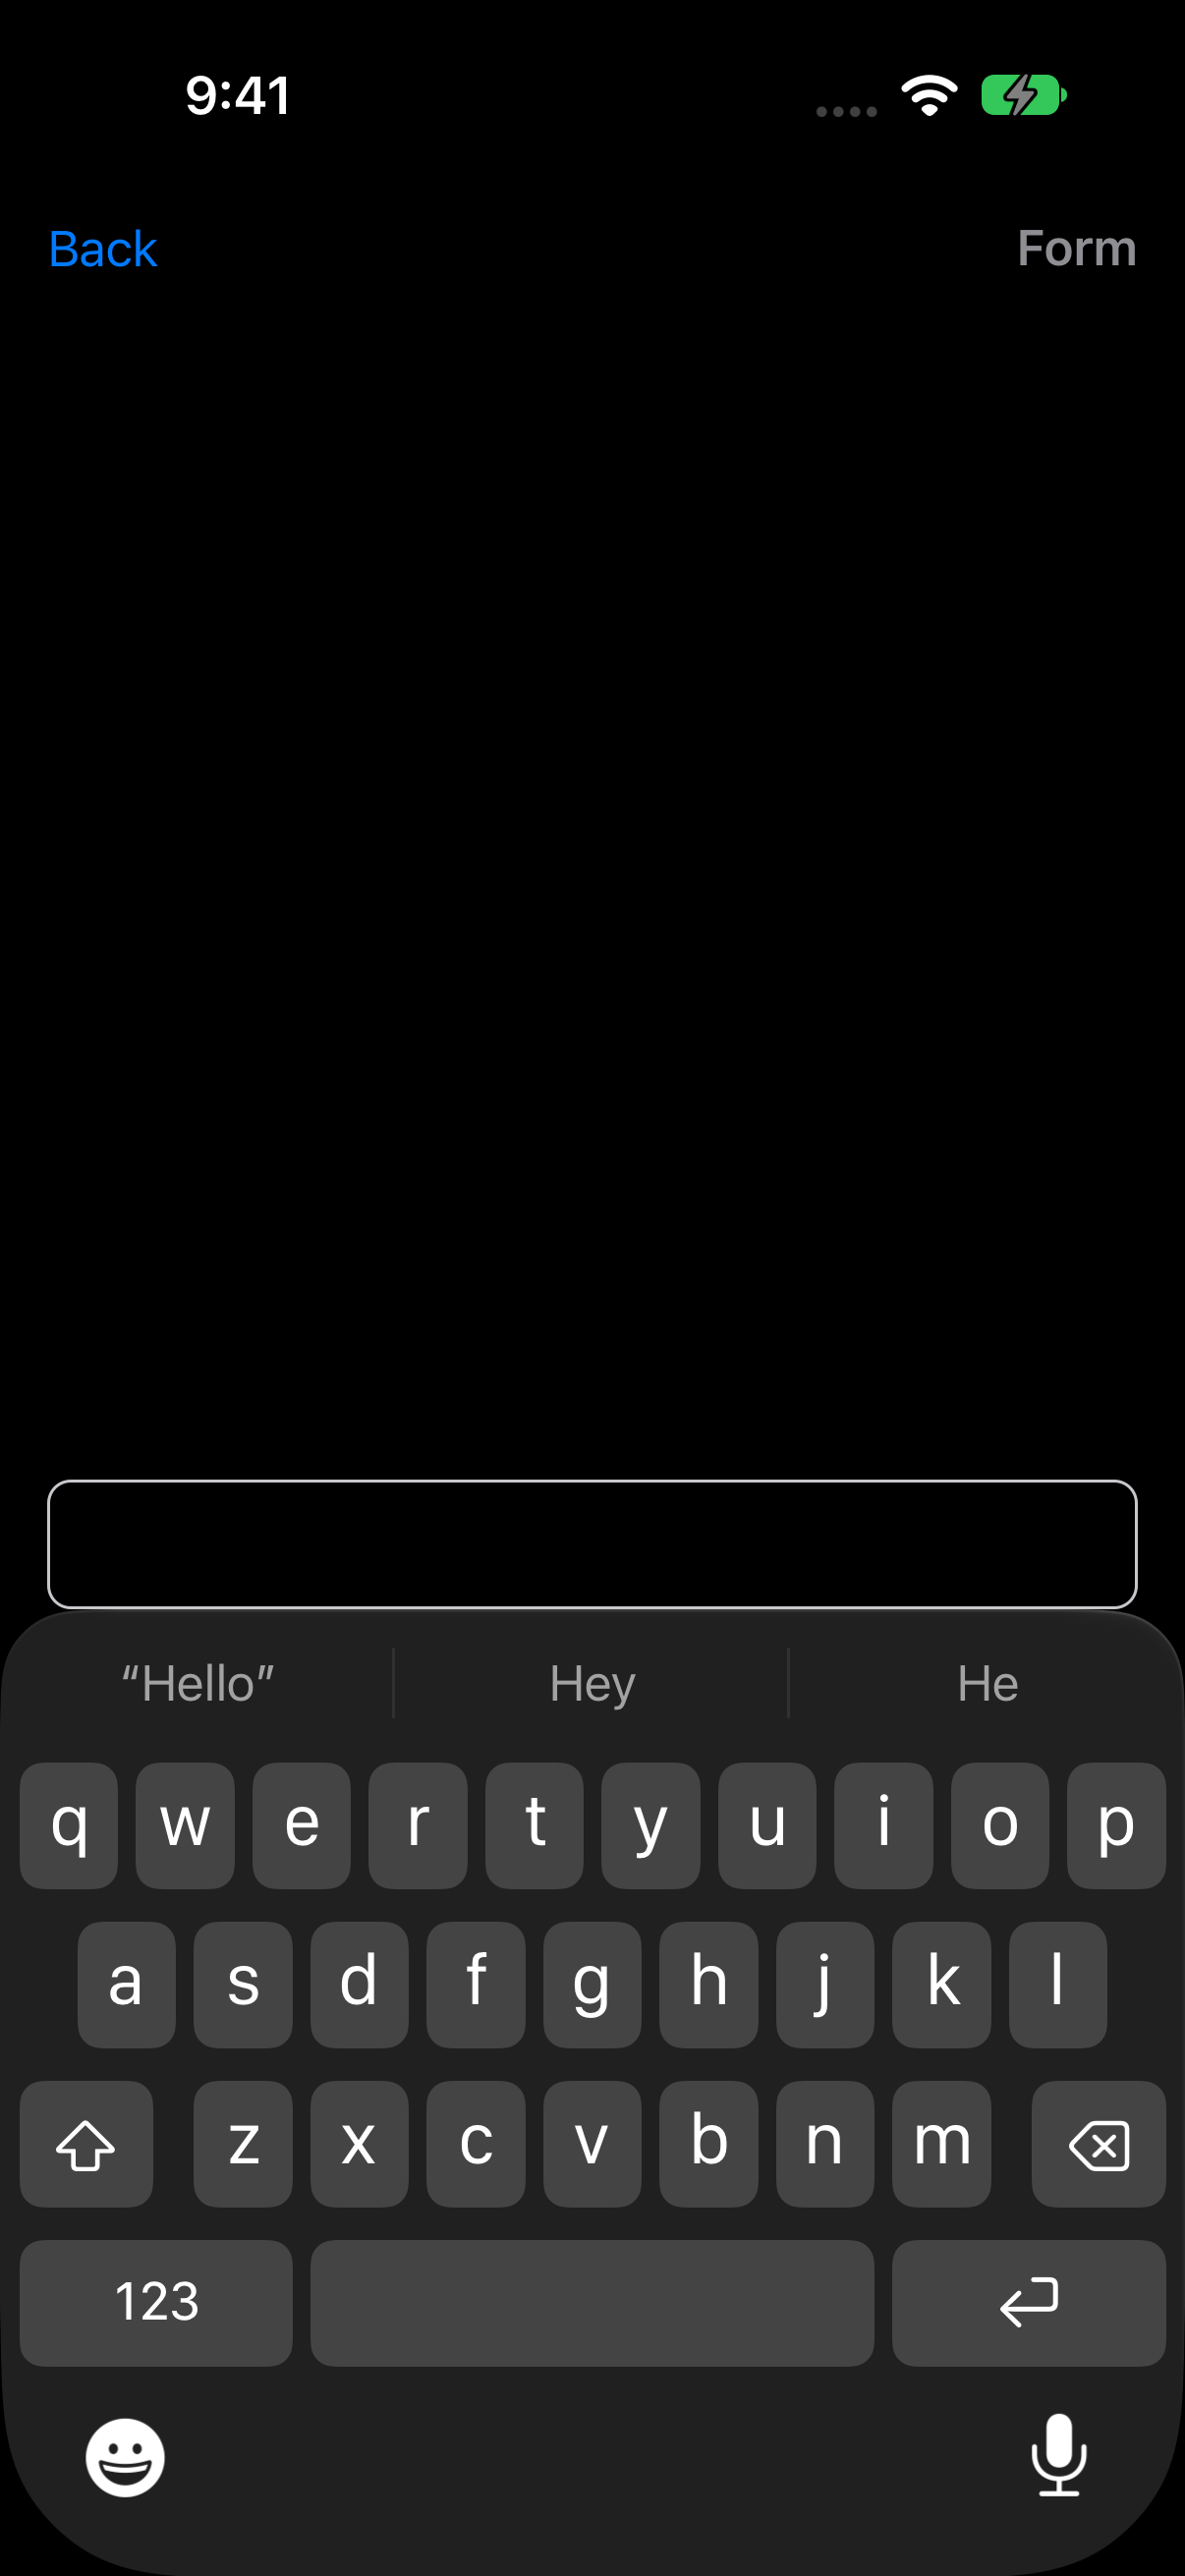 9:41
Back Form
“Hello” Hey He
q w e r t y u i o p
a s d f g h j k l
z x c v b n m
123